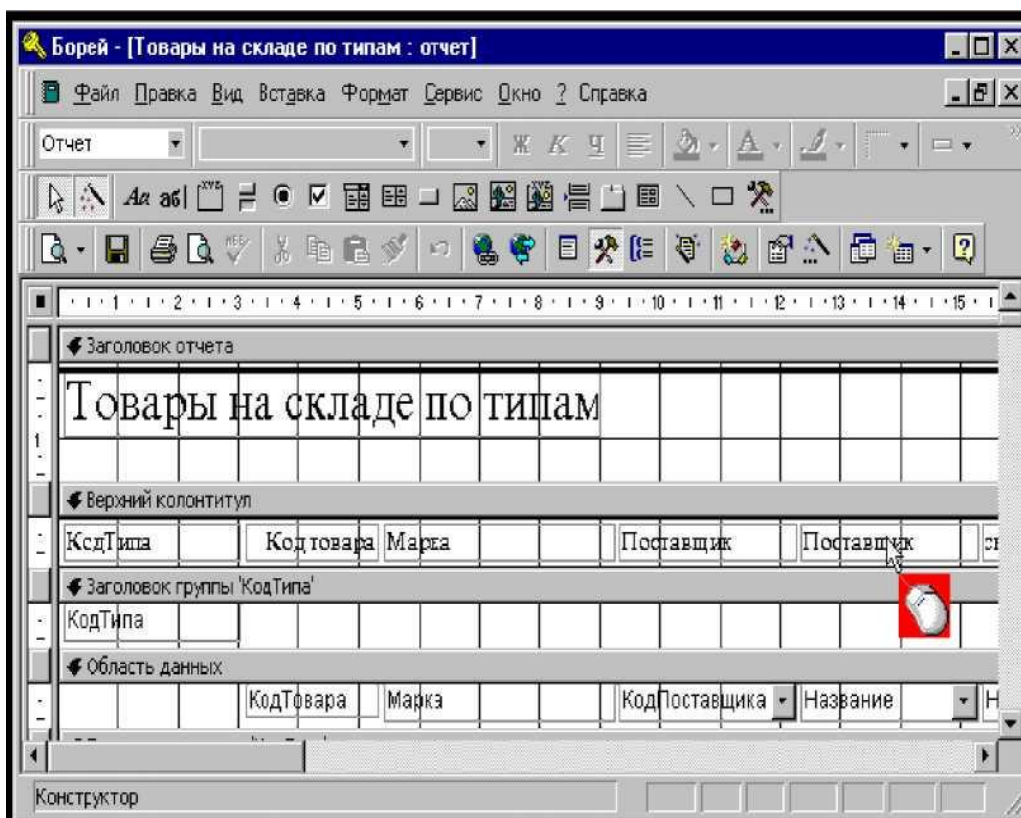 Борей - [Товары на складе по типам : отчет]
Файл Правка Вид Вставка Формат Сервис Окно ? Справка
Отчет Ж К Ч А
Aa аб|
1 2 3 4 5 6 7 8 9 10 11 12 13 14 15
Заголовок отчета
Товары на складе по типам
1
Верхний колонтитул
КодТипа Код товара Марка Поставщик Поставщик
Заголовок группы 'КодТипа'
КодТипа
Область данных
КодТовара Марка КодПоставщика Название Н
Конструктор